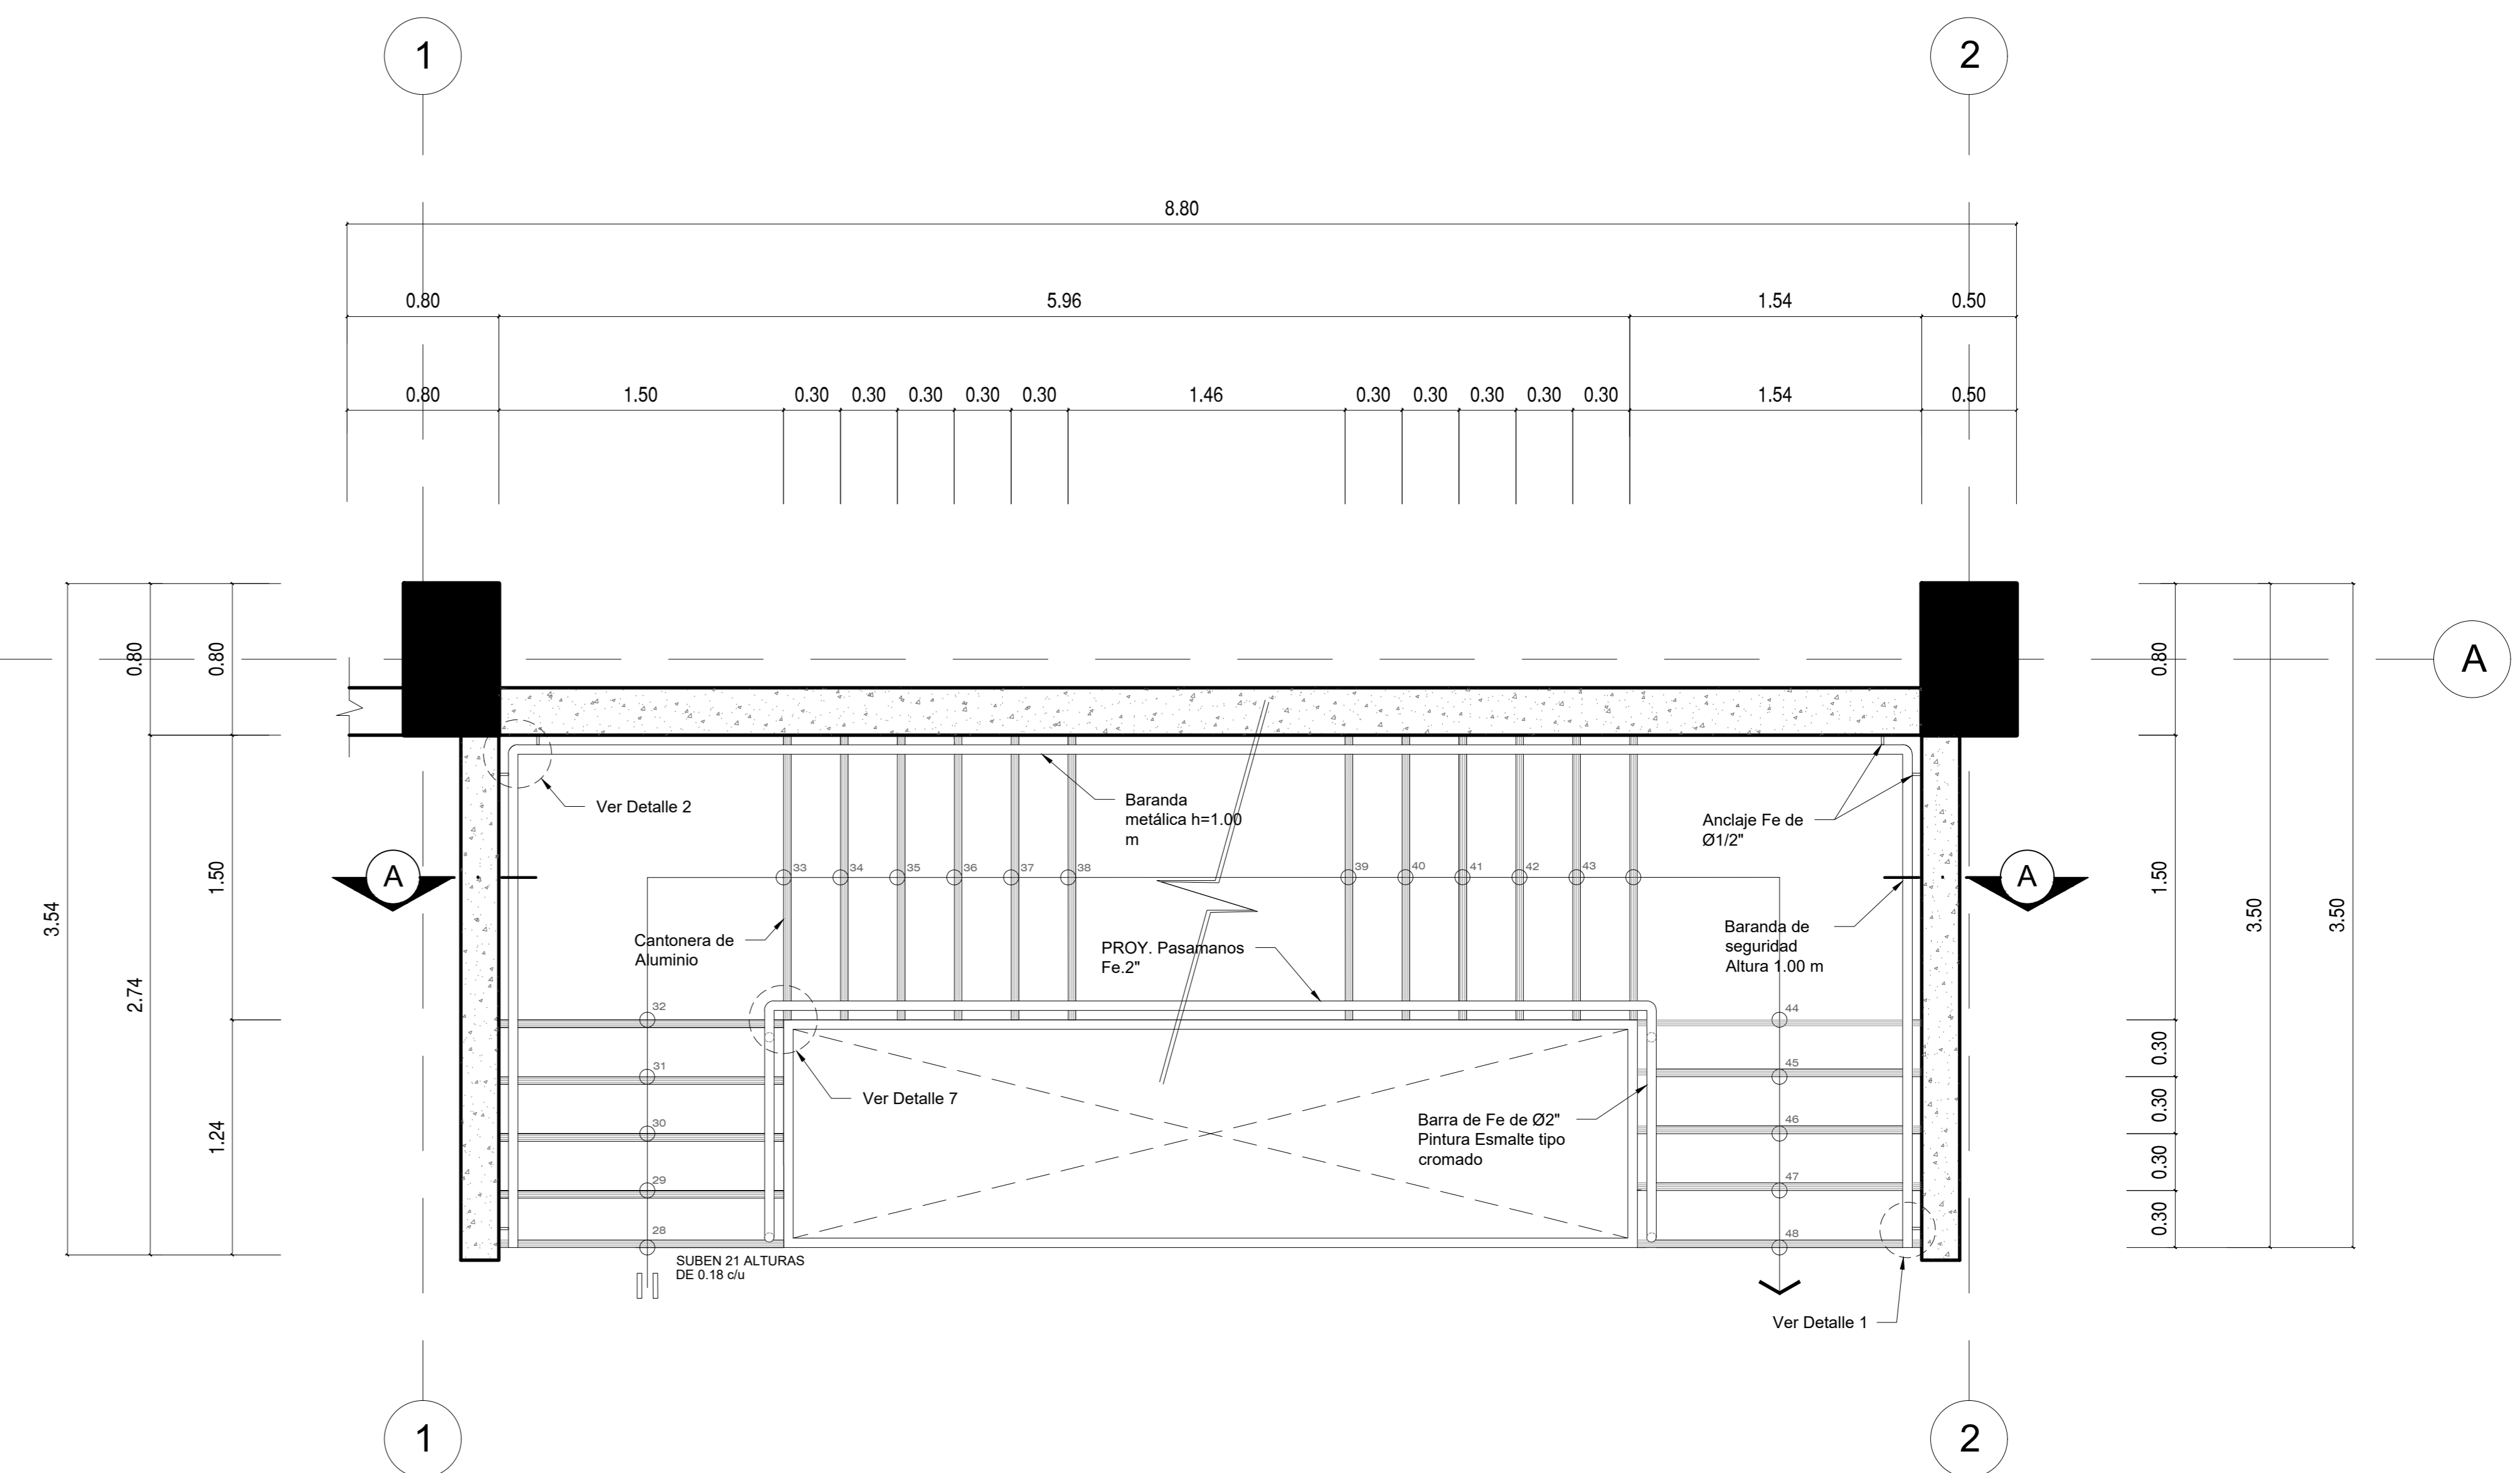 1
2
8.80
0.80
5.96
1.54
0.50
0.80
1.50
0.30
0.30
0.30
0.30
0.30
1.46
0.30
0.30
0.30
0.30
0.30
1.54
0.50
3.54
0.80
2.74
0.80
1.50
1.24
A
0.80
1.50
0.30
0.30
0.30
0.30
3.50
3.50
Ver Detalle 2
Baranda
metálica h=1.00
m
Anclaje Fe de
Ø1/2"
A
33
34
35
36
37
38
39
40
41
42
43
A
Cantonera de
Aluminio
PROY. Pasamanos
Fe.2"
Baranda de
seguridad
Altura 1.00 m
32
31
30
29
28
44
45
46
47
48
Ver Detalle 7
Barra de Fe de Ø2"
Pintura Esmalte tipo
cromado
SUBEN 21 ALTURAS
DE 0.18 c/u
Ver Detalle 1
1
2